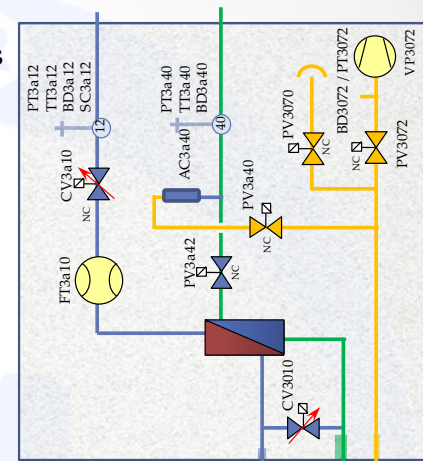 s
PT3a12
TT3a12
BD3a12
SC3a12
12
CV3a10
NC
FT3a10
PT3a40
TT3a40
BD3a40
40
AC3a40
PV3a40
NC
PV3a42
NC
CV3010
PV3070
NC
BD3072 / PT3072
VP3072
PV3072
NC